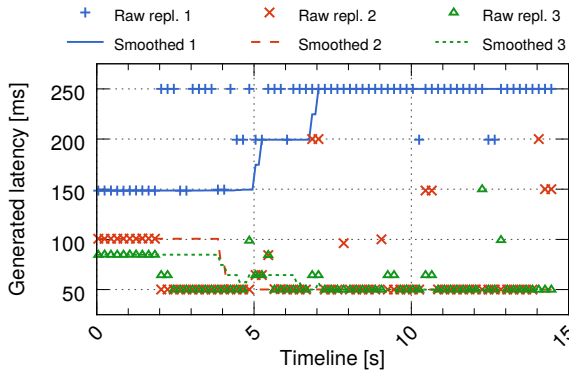 Raw repl. 1 Raw repl. 2 Raw repl. 3
Smoothed 1 Smoothed 2 Smoothed 3
Generated latency [ms]
250
200
150
100
50
0 5 10 15
Timeline [s]